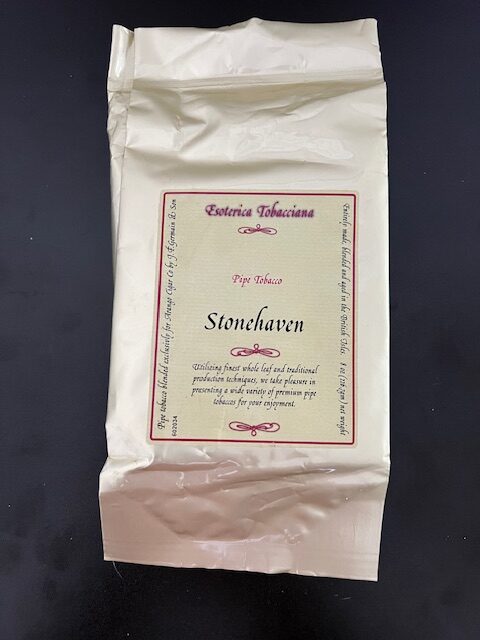 Esoterica Tobacciana
Pipe Tobacco
Stonehaven
Utilizing finest whole leaf and traditional
production techniques, we take pleasure in
presenting a wide variety of premium pipe
tobaccos for your enjoyment.
Pipe tobacco blended exclusively for Arango Cigar Co by J.F.Germain & Son
602024
Entirely made, blended and aged in the British Isles. 8 oz (226.8gm) net weight